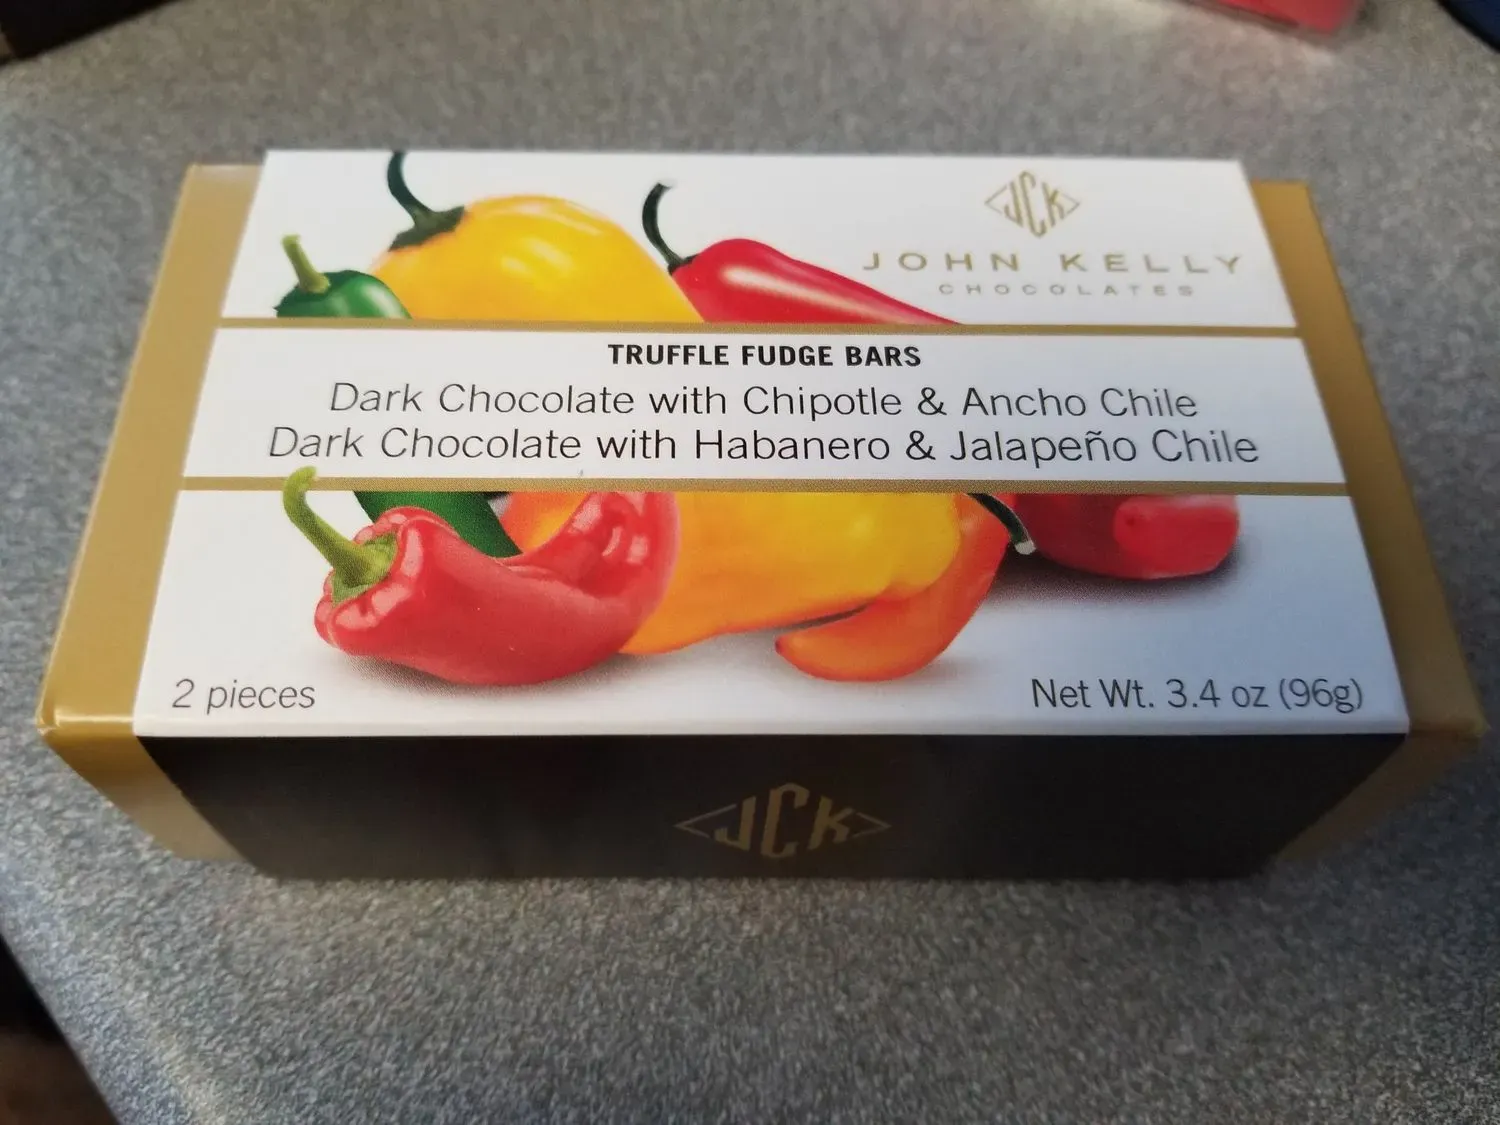 JCK
JOHN KELLY
CHOCOLATES
TRUFFLE FUDGE BARS
Dark Chocolate with Chipotle & Ancho Chile
Dark Chocolate with Habanero & Jalapeño Chile
2 pieces
Net Wt. 3.4 oz (96g)
JCK